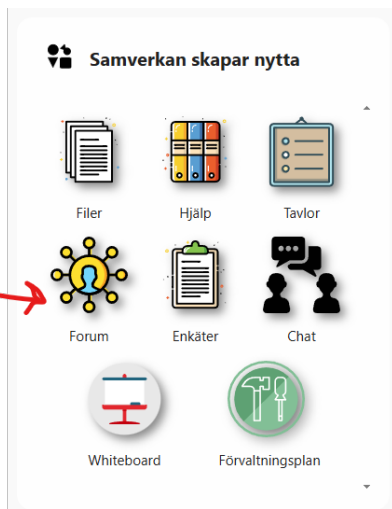 Samverkan skapar nytta
Filer
Hjälp
Tavlor
Forum
Enkäter
Chat
Whiteboard
Förvaltningsplan